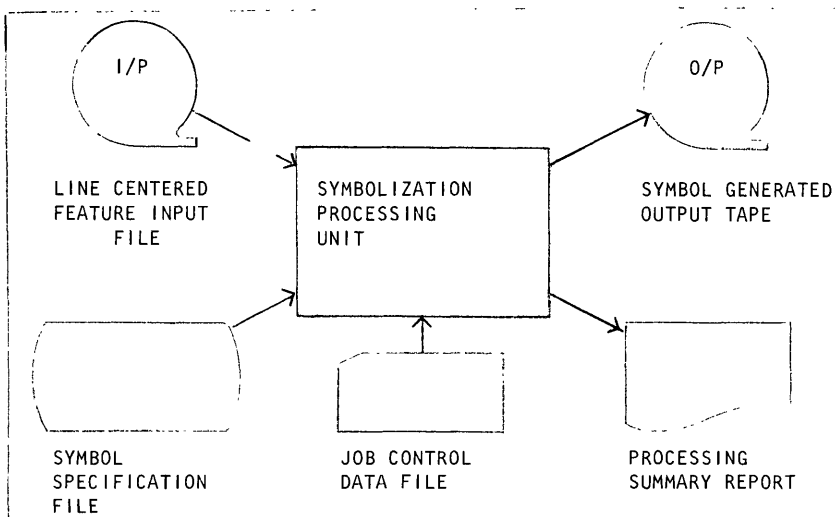 I/P
O/P
LINE CENTERED
FEATURE INPUT
FILE
SYMBOLIZATION
PROCESSING
UNIT
SYMBOL GENERATED
OUTPUT TAPE
SYMBOL
SPECIFICATION
FILE
JOB CONTROL
DATA FILE
PROCESSING
SUMMARY REPORT